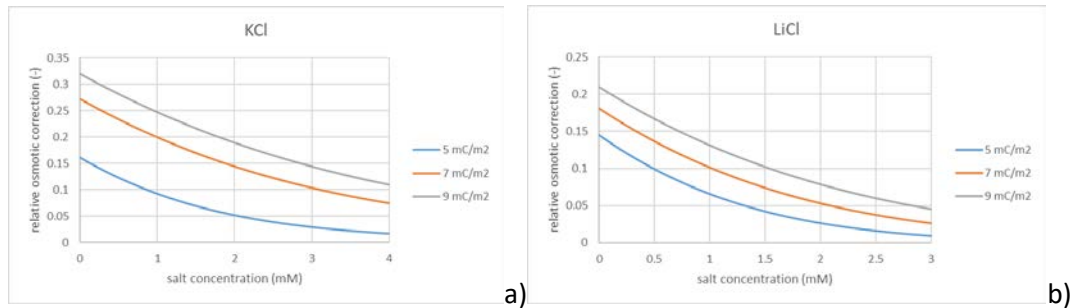 KCl
relative osmotic correction (-)
0.35
0.3
0.25
0.2
0.15
0.1
0.05
0
0
1
2
3
4
salt concentration (mM)
5 mC/m2
7 mC/m2
9 mC/m2
a)
LiCl
relative osmotic correction (-)
0.25
0.2
0.15
0.1
0.05
0
0
0.5
1
1.5
2
2.5
3
salt concentration (mM)
5 mC/m2
7 mC/m2
9 mC/m2
b)